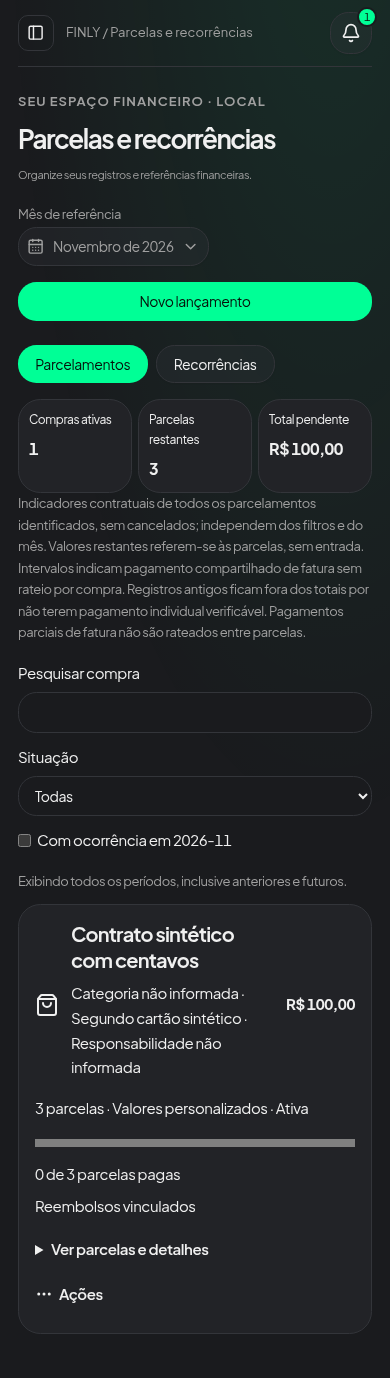 FINLY / Parcelas e recorrências
1
SEU ESPAÇO FINANCEIRO · LOCAL
Parcelas e recorrências
Organize seus registros e referências financeiras.
Mês de referência
Novembro de 2026
Novo lançamento
Parcelamentos
Recorrências
Compras ativas
1
Parcelas
restantes
3
Total pendente
R$ 100,00
Indicadores contratuais de todos os parcelamentos
identificados, sem cancelados; independem dos filtros e do
mês. Valores restantes referem-se às parcelas, sem entrada.
Intervalos indicam pagamento compartilhado de fatura sem
rateio por compra. Registros antigos ficam fora dos totais por
não terem pagamento individual verificável. Pagamentos
parciais de fatura não são rateados entre parcelas.
Pesquisar compra
Situação
Todas
Com ocorrência em 2026-11
Exibindo todos os períodos, inclusive anteriores e futuros.
Contrato sintético
com centavos
Categoria não informada ·
Segundo cartão sintético ·
Responsabilidade não
informada
R$ 100,00
3 parcelas · Valores personalizados · Ativa
0 de 3 parcelas pagas
Reembolsos vinculados
Ver parcelas e detalhes
Ações